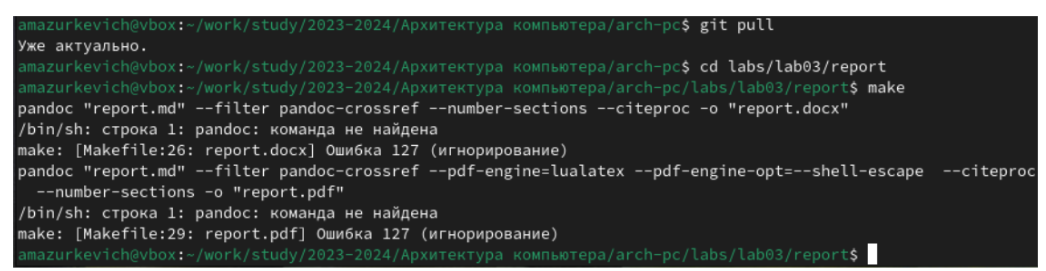 amazurkevich@vbox:~/work/study/2023-2024/Архитектура компьютера/arch-pc$ git pull
Уже актуально.
amazurkevich@vbox:~/work/study/2023-2024/Архитектура компьютера/arch-pc$ cd labs/lab03/report
amazurkevich@vbox:~/work/study/2023-2024/Архитектура компьютера/arch-pc/labs/lab03/report$ make
pandoc "report.md" --filter pandoc-crossref --number-sections --citeproc -o "report.docx"
/bin/sh: строка 1: pandoc: команда не найдена
make: [Makefile:26: report.docx] Ошибка 127 (игнорирование)
pandoc "report.md" --filter pandoc-crossref --pdf-engine=lualatex --pdf-engine-opt=--shell-escape  --citeproc
  --number-sections -o "report.pdf"
/bin/sh: строка 1: pandoc: команда не найдена
make: [Makefile:29: report.pdf] Ошибка 127 (игнорирование)
amazurkevich@vbox:~/work/study/2023-2024/Архитектура компьютера/arch-pc/labs/lab03/report$